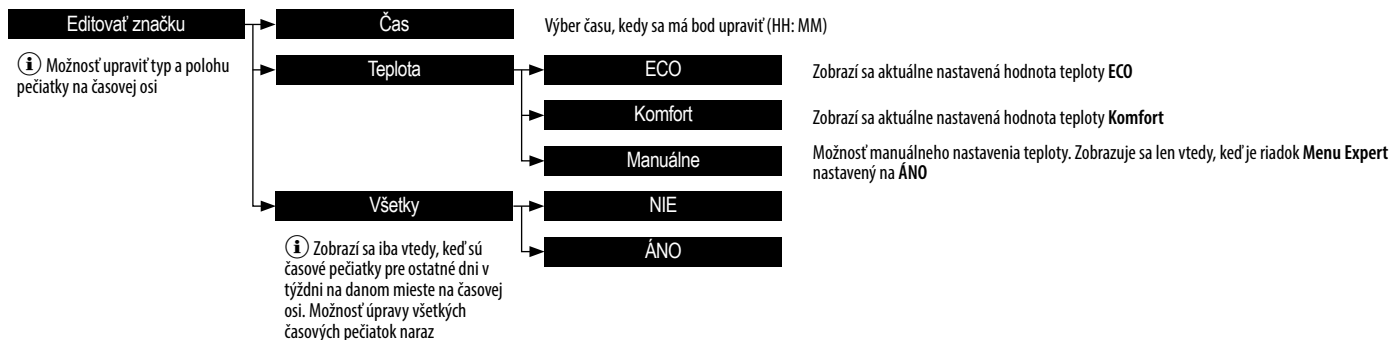 Editovať značku
Čas
Výber času, kedy sa má bod upraviť (HH: MM)
ⓘ Možnosť upraviť typ a polohu
pečiatky na časovej osi
Teplota
ECO
Zobrazí sa aktuálne nastavená hodnota teploty ECO
Komfort
Zobrazí sa aktuálne nastavená hodnota teploty Komfort
Manuálne
Možnosť manuálneho nastavenia teploty. Zobrazuje sa len vtedy, keď je riadok Menu Expert
nastavený na ÁNO
Všetky
NIE
ÁNO
ⓘ Zobrazí sa iba vtedy, keď sú
časové pečiatky pre ostatné dni v
týždni na danom mieste na časovej
osi. Možnosť úpravy všetkých
časových pečiatok naraz